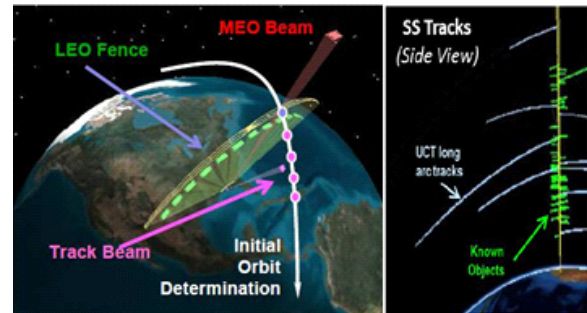 MEO Beam
LEO Fence
Track Beam
Initial
Orbit
Determination
SS Tracks
(Side View)
UCT long
arc tracks
Known
Objects